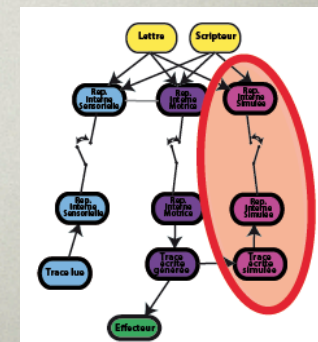 Lettre Scripteur
Rep. Interne Sensorielle
Rep. Interne Motrice
Rep. Interne Simulée
Rep. Interne Sensorielle
Rep. Interne Motrice
Rep. Interne Simulée
Trace lue
Trace écrite générée
Trace écrite simulée
Effecteur